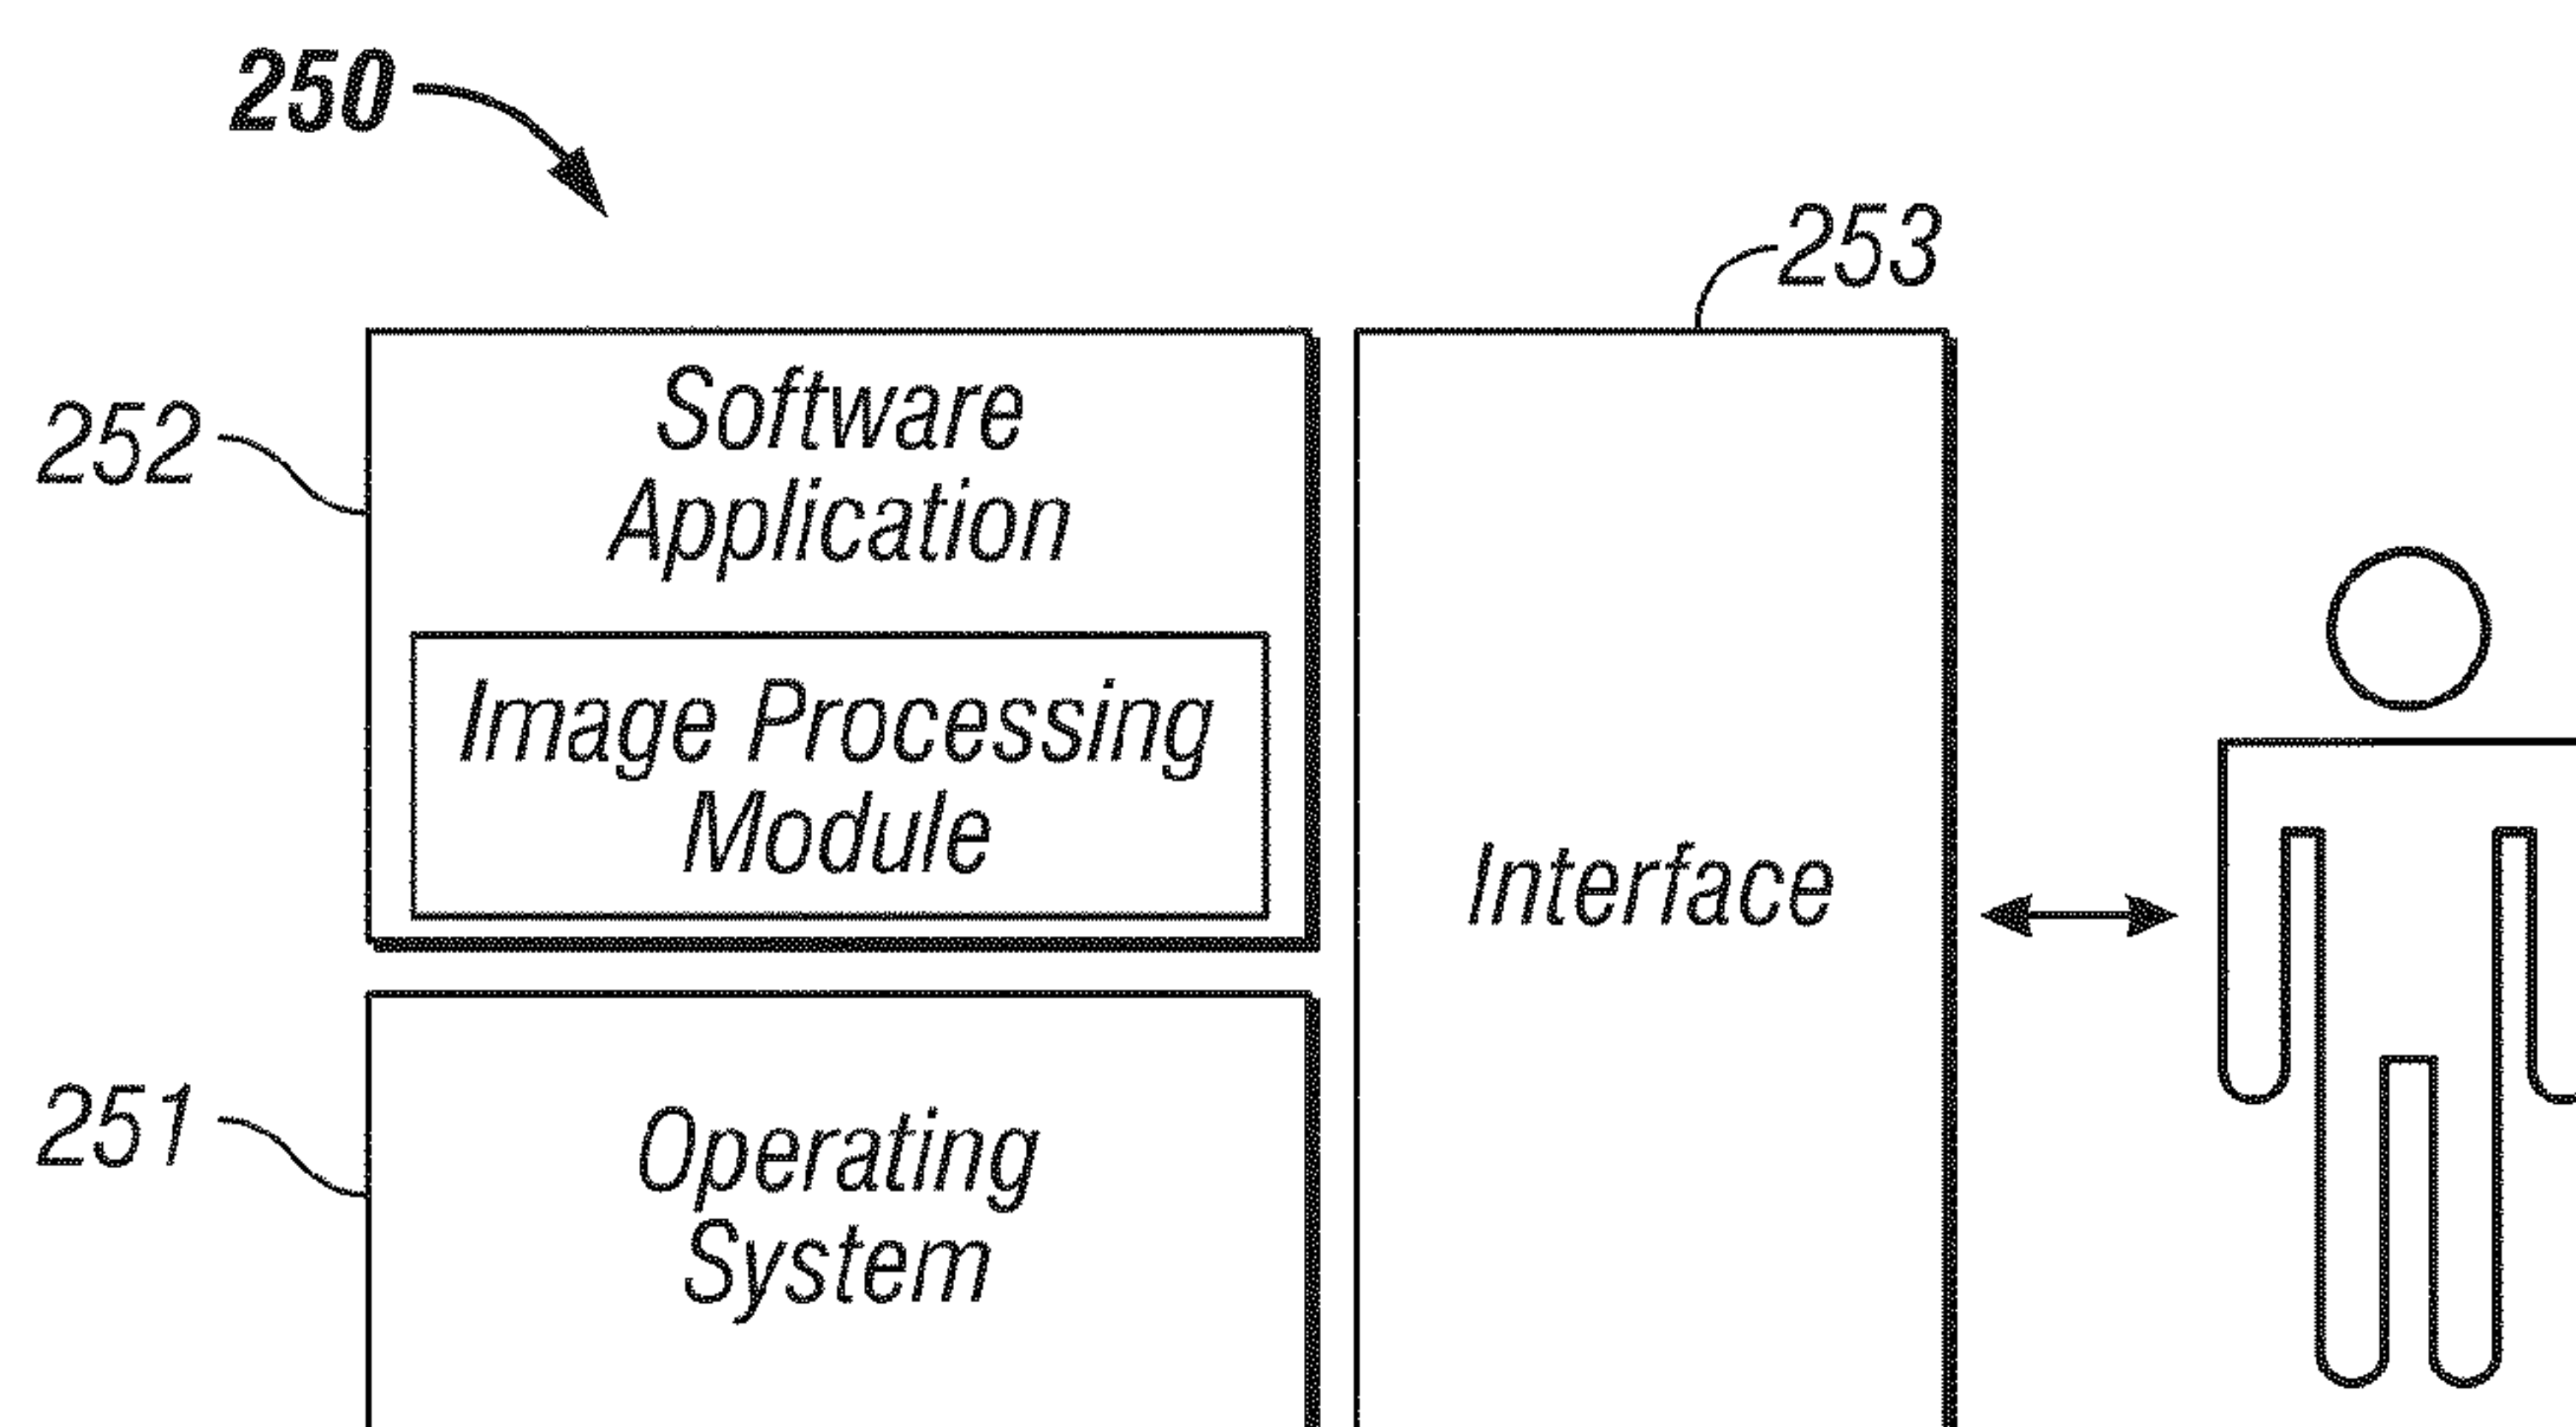 250
253
252
Software
Application
Image Processing
Module
Interface
251
Operating
System